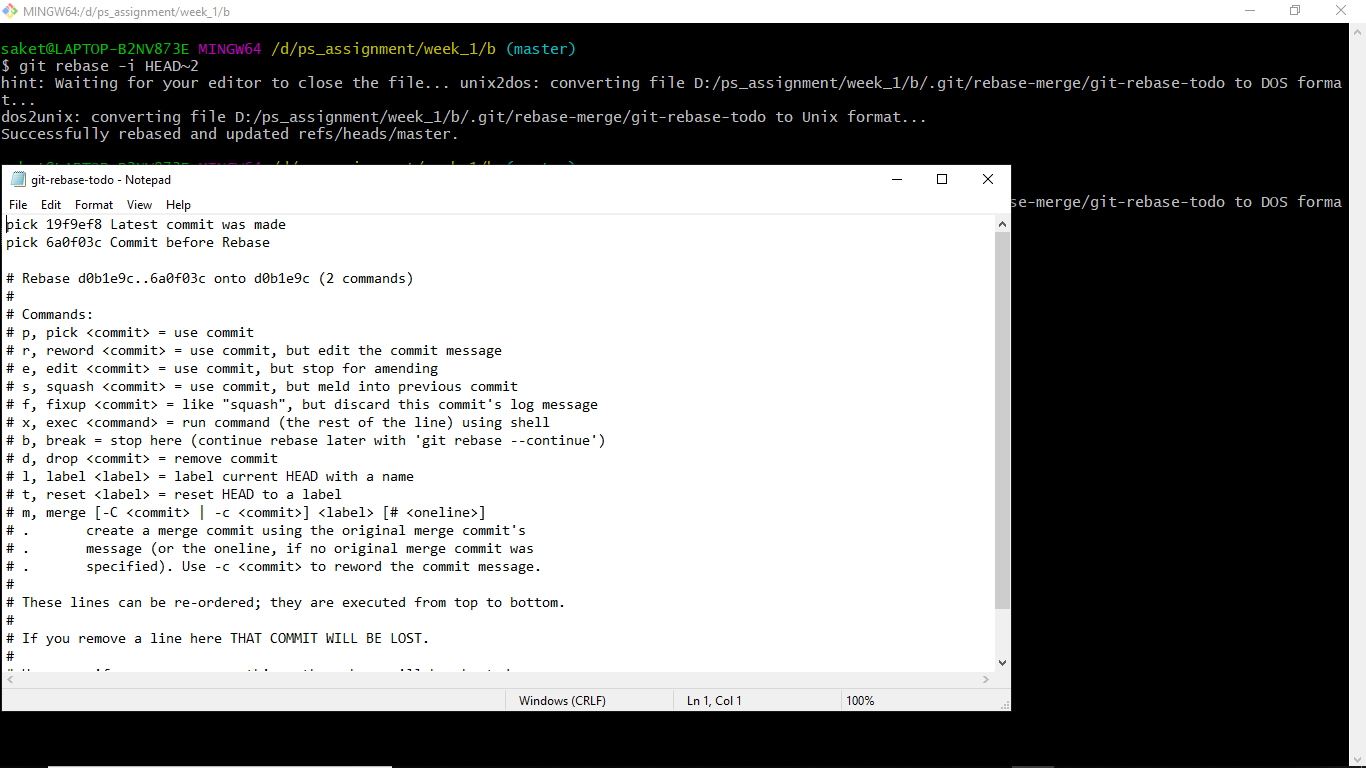 MINGW64:/d/ps_assignment/week_1/b
saket@LAPTOP-B2NV873E MINGW64 /d/ps_assignment/week_1/b (master)
$ git rebase -i HEAD~2
hint: Waiting for your editor to close the file... unix2dos: converting file D:/ps_assignment/week_1/b/.git/rebase-merge/git-rebase-todo to DOS forma
t...
dos2unix: converting file D:/ps_assignment/week_1/b/.git/rebase-merge/git-rebase-todo to Unix format...
Successfully rebased and updated refs/heads/master.
se-merge/git-rebase-todo to DOS forma
git-rebase-todo - Notepad
File Edit Format View Help
pick 19f9ef8 Latest commit was made
pick 6a0f03c Commit before Rebase
# Rebase d0b1e9c..6a0f03c onto d0b1e9c (2 commands)
#
# Commands:
# p, pick <commit> = use commit
# r, reword <commit> = use commit, but edit the commit message
# e, edit <commit> = use commit, but stop for amending
# s, squash <commit> = use commit, but meld into previous commit
# f, fixup <commit> = like "squash", but discard this commit's log message
# x, exec <command> = run command (the rest of the line) using shell
# b, break = stop here (continue rebase later with 'git rebase --continue')
# d, drop <commit> = remove commit
# l, label <label> = label current HEAD with a name
# t, reset <label> = reset HEAD to a label
# m, merge [-C <commit> | -c <commit>] <label> [# <oneline>]
# .       create a merge commit using the original merge commit's
# .       message (or the oneline, if no original merge commit was
# .       specified). Use -c <commit> to reword the commit message.
#
# These lines can be re-ordered; they are executed from top to bottom.
#
# If you remove a line here THAT COMMIT WILL BE LOST.
#
Windows (CRLF) Ln 1, Col 1 100%